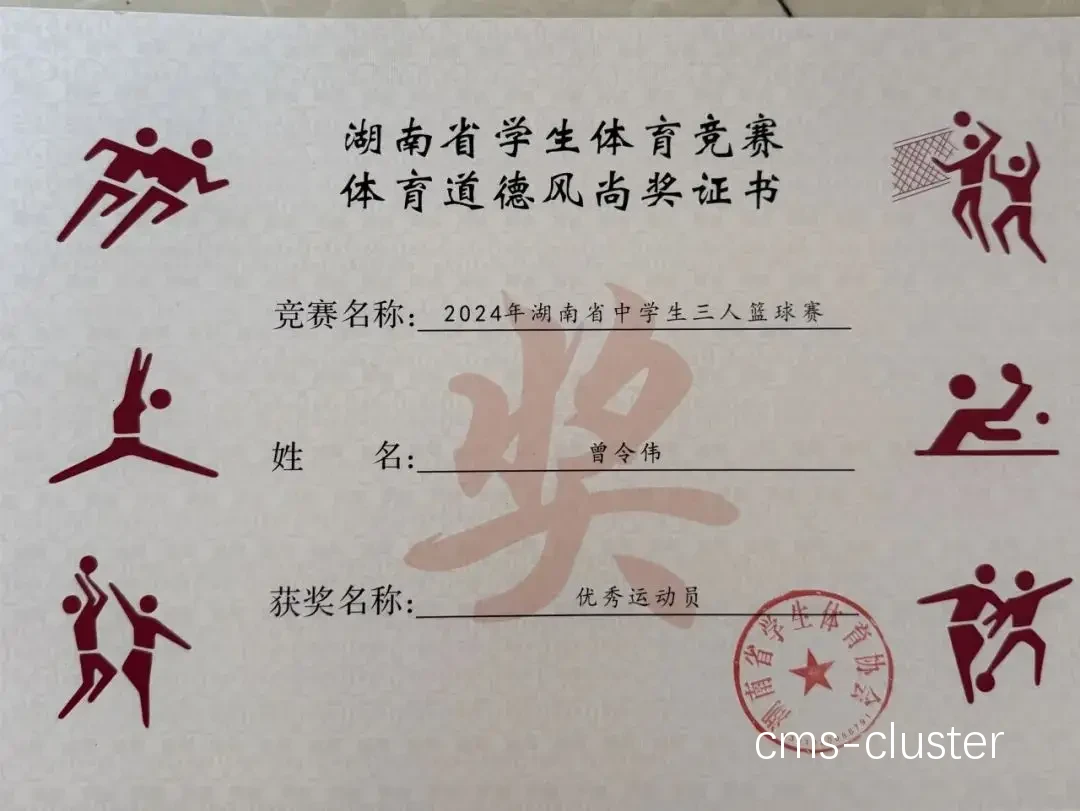 湖南省学生体育竞赛
体育道德风尚奖证书
竞赛名称:2024年湖南省中学生三人篮球赛
姓 名:曾令伟
获奖名称:优秀运动员
奖
湖南省学生体育协会
cms-cluster